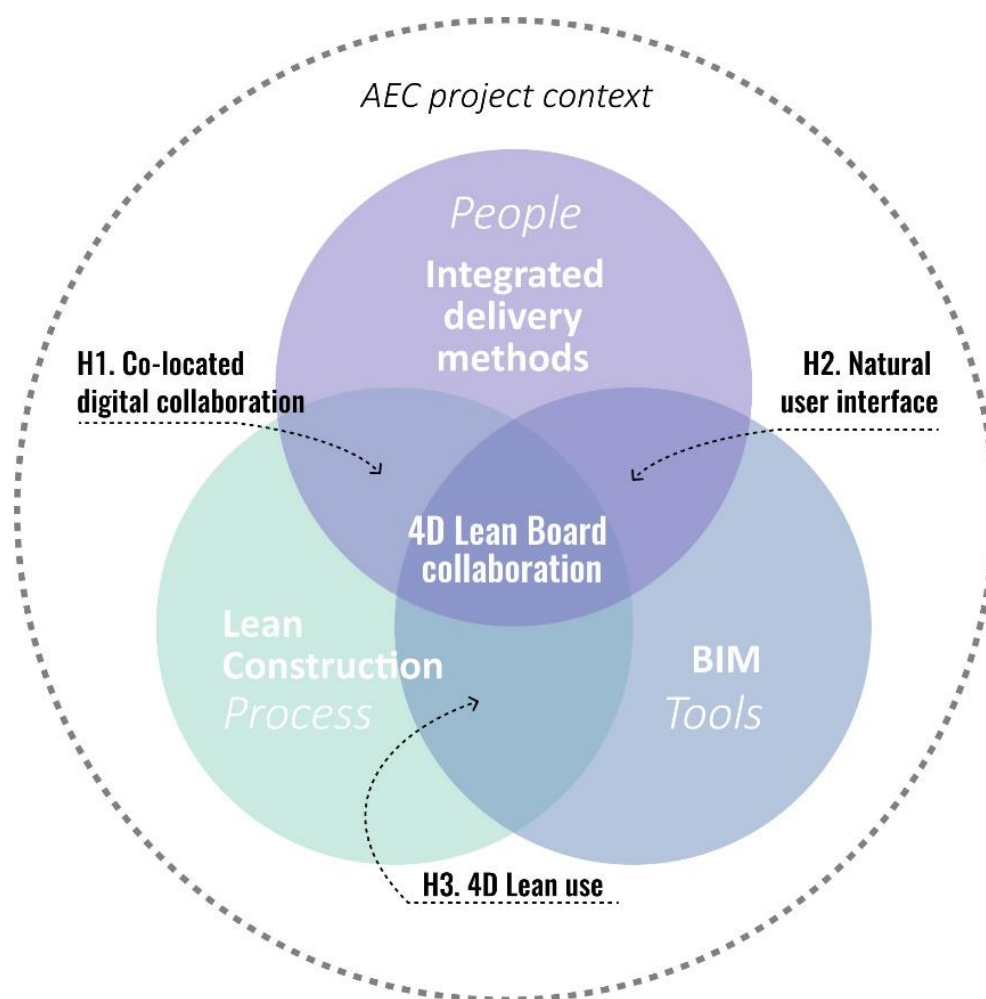 AEC project context
People
Integrated
delivery
methods
H1. Co-located
digital collaboration
H2. Natural
user interface
4D Lean Board
collaboration
Lean
Construction
Process
BIM
Tools
H3. 4D Lean use